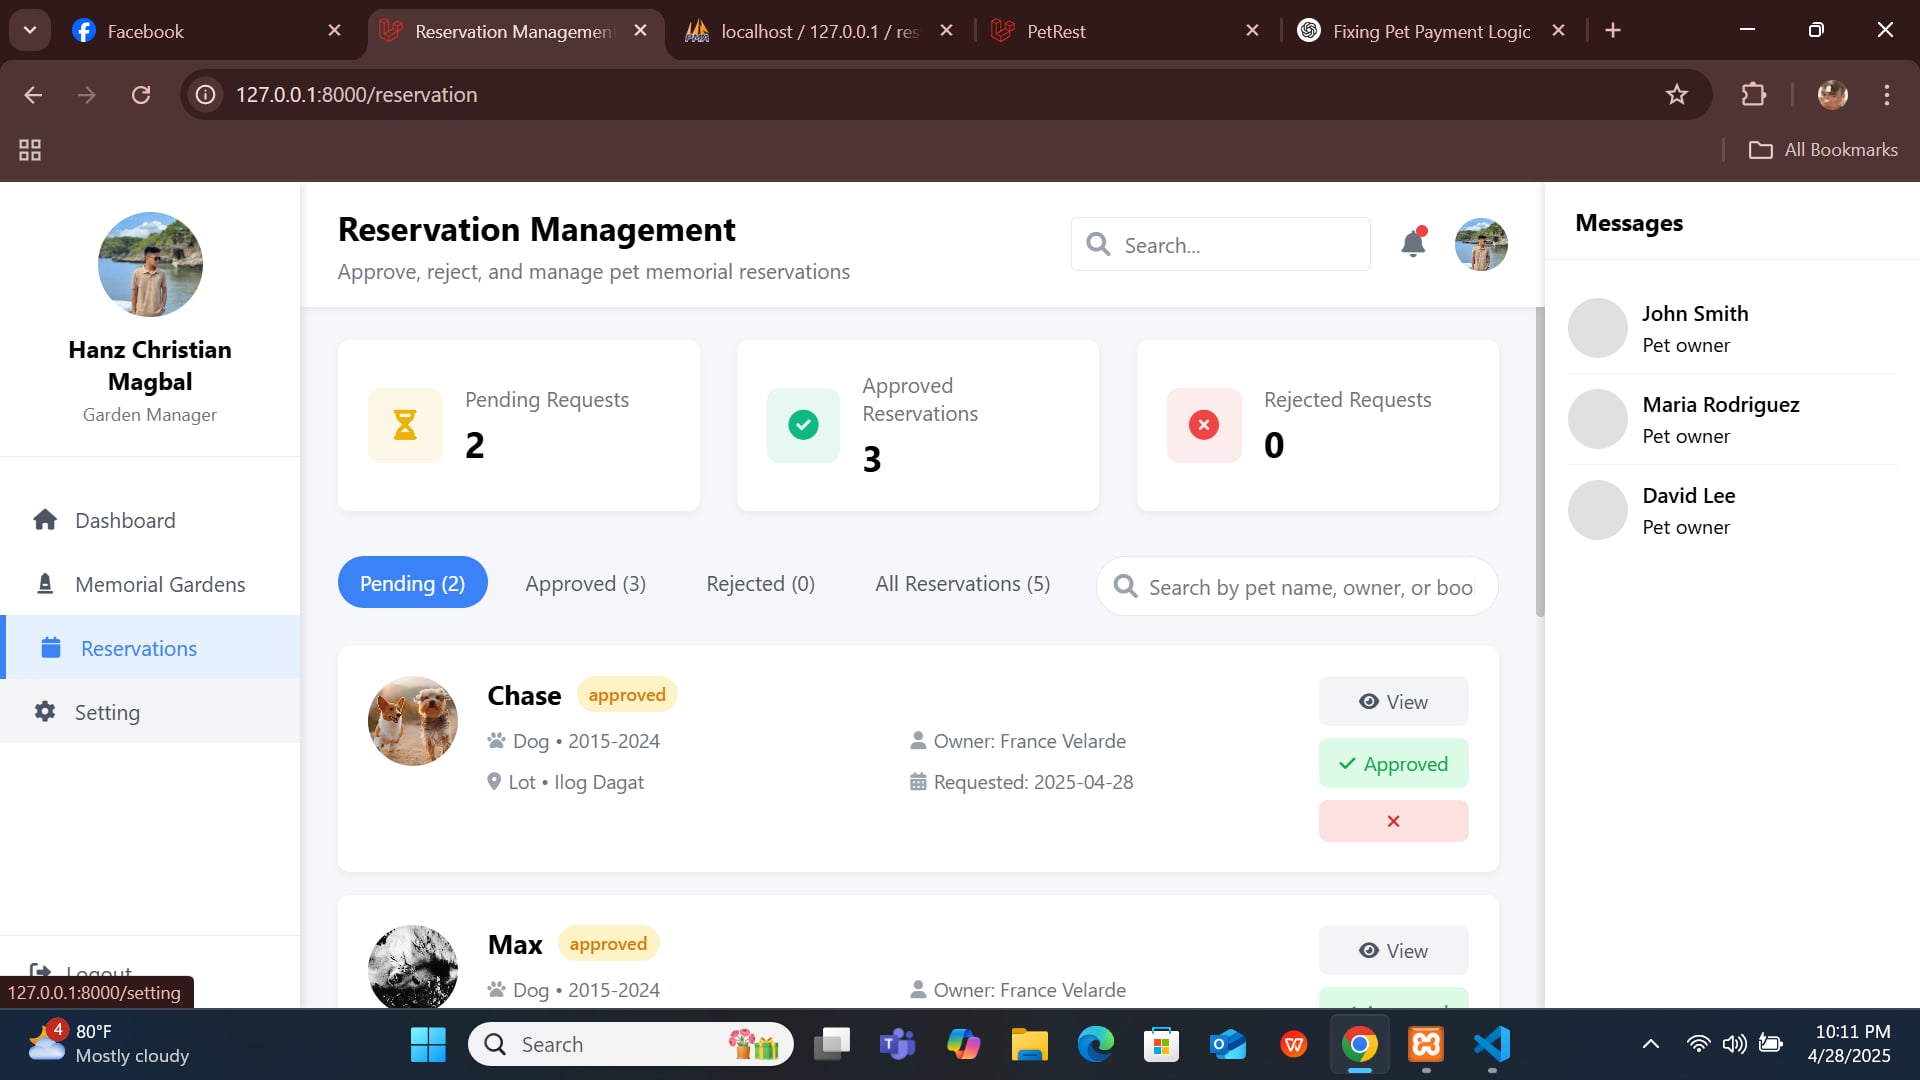 Facebook
Reservation Management
localhost / 127.0.0.1 / res
PetRest
Fixing Pet Payment Logic
127.0.0.1:8000/reservation
All Bookmarks
Hanz Christian
Magbal
Garden Manager
Dashboard
Memorial Gardens
Reservations
Setting
Logout
127.0.0.1:8000/setting
Reservation Management
Approve, reject, and manage pet memorial reservations
Search...
Pending Requests
2
Approved
Reservations
3
Rejected Requests
0
Pending (2)
Approved (3)
Rejected (0)
All Reservations (5)
Search by pet name, owner, or boo
Chase
approved
Dog • 2015-2024
Owner: France Velarde
Lot • Ilog Dagat
Requested: 2025-04-28
View
Approved
Max
approved
Dog • 2015-2024
Owner: France Velarde
View
Messages
John Smith
Pet owner
Maria Rodriguez
Pet owner
David Lee
Pet owner
4
80°F
Mostly cloudy
Search
10:11 PM
4/28/2025